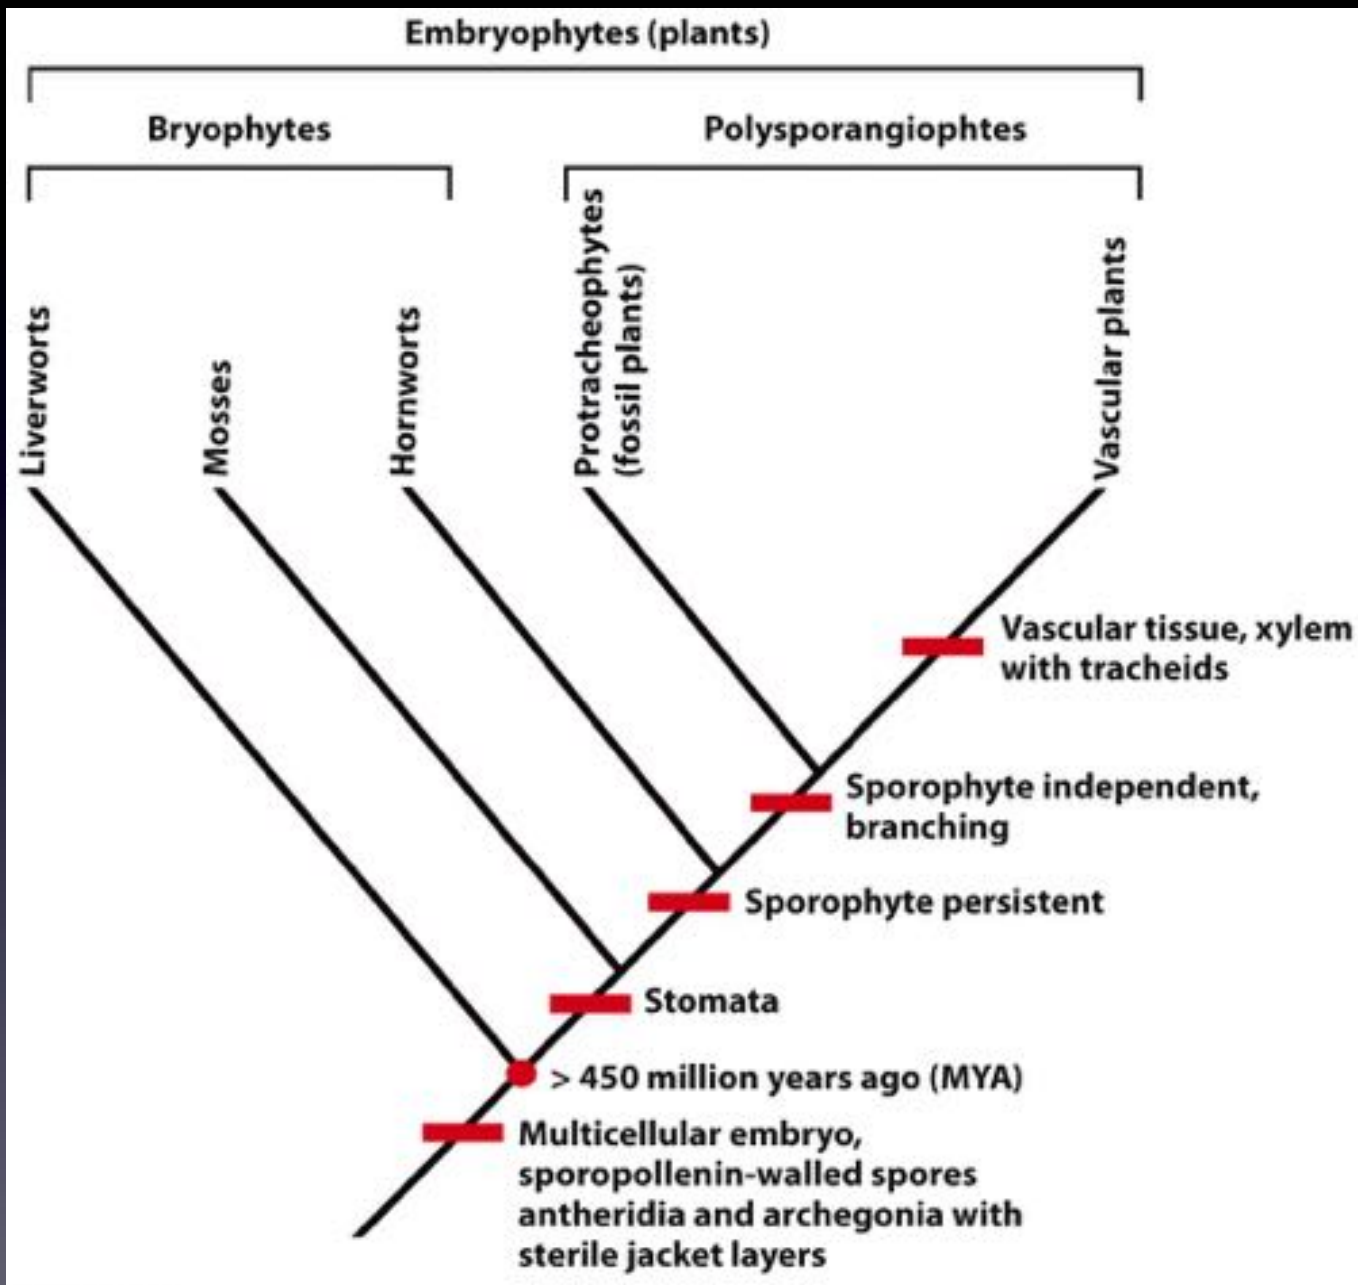 Embryophytes (plants)
Bryophytes
Polysporangiophtes
Liverworts
Mosses
Hornworts
Protracheophytes
(fossil plants)
Vascular plants
Vascular tissue, xylem
with tracheids
Sporophyte independent,
branching
Sporophyte persistent
Stomata
> 450 million years ago (MYA)
Multicellular embryo,
sporopollenin-walled spores
antheridia and archegonia with
sterile jacket layers